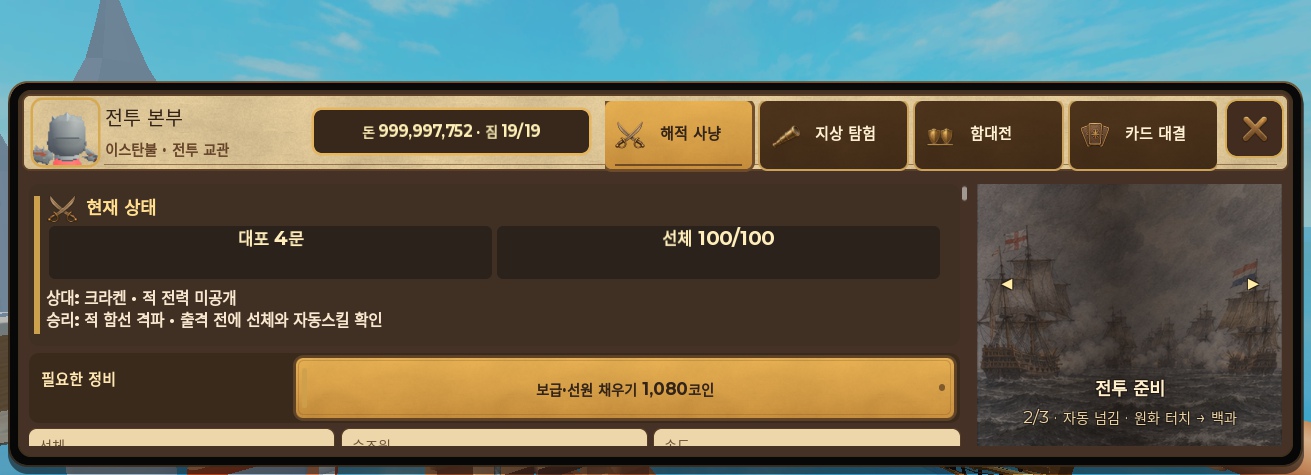 전투 본부
이스탄불 • 전투 교관
돈 999,997,752 · 짐 19/19
해적 사냥
지상 탐험
함대전
카드 대결
현재 상태
대포 4문
선체 100/100
상대: 크라켄 • 적 전력 미공개
승리: 적 함선 격파 • 출격 전에 선체와 자동스킬 확인
필요한 정비
보급·선원 채우기 1,080코인
◀
▶
전투 준비
2/3 · 자동 넘김 · 원화 터치 → 백과
선체
속도